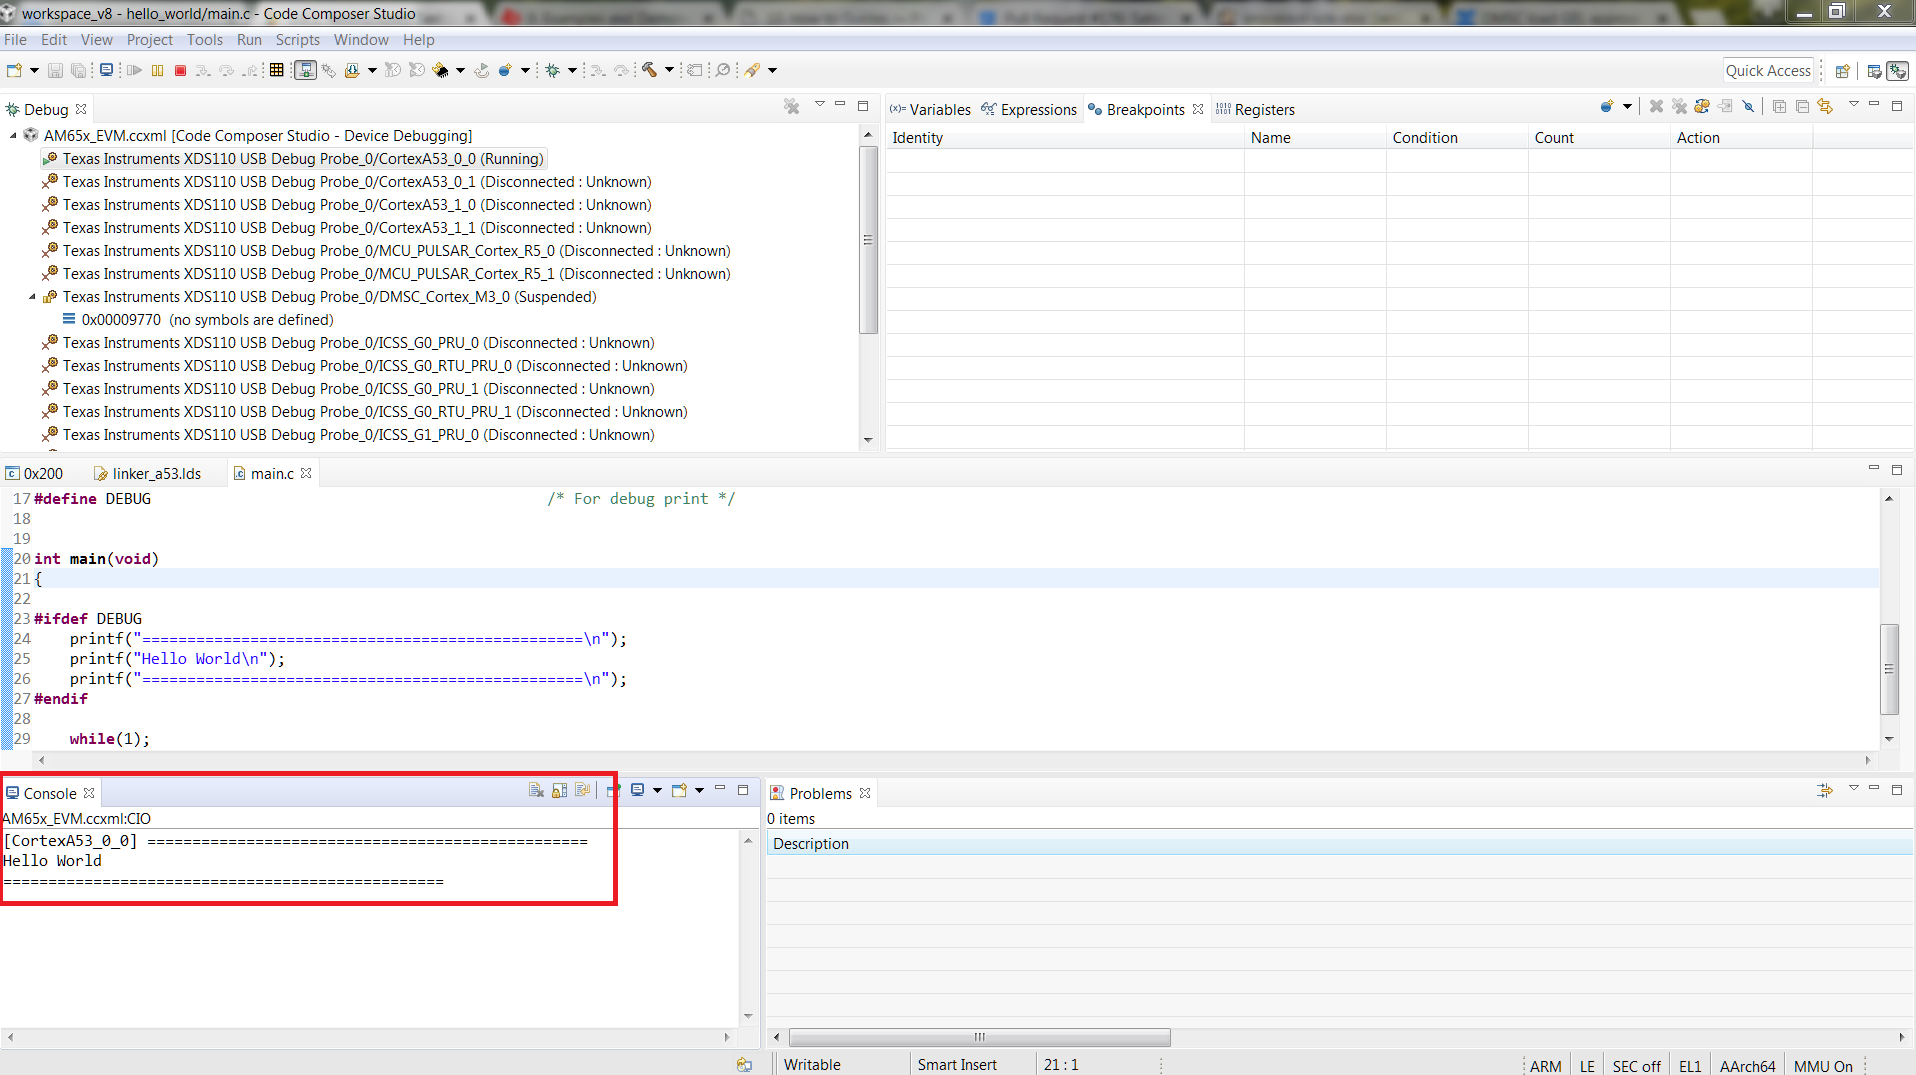 workspace_v8 - hello_world/main.c - Code Composer Studio
File Edit View Project Tools Run Scripts Window Help
Quick Access
Debug
AM65x_EVM.ccxml [Code Composer Studio - Device Debugging]
Texas Instruments XDS110 USB Debug Probe_0/CortexA53_0_0 (Running)
Texas Instruments XDS110 USB Debug Probe_0/CortexA53_0_1 (Disconnected : Unknown)
Texas Instruments XDS110 USB Debug Probe_0/CortexA53_1_0 (Disconnected : Unknown)
Texas Instruments XDS110 USB Debug Probe_0/CortexA53_1_1 (Disconnected : Unknown)
Texas Instruments XDS110 USB Debug Probe_0/MCU_PULSAR_Cortex_R5_0 (Disconnected : Unknown)
Texas Instruments XDS110 USB Debug Probe_0/MCU_PULSAR_Cortex_R5_1 (Disconnected : Unknown)
Texas Instruments XDS110 USB Debug Probe_0/DMSC_Cortex_M3_0 (Suspended)
0x00009770 (no symbols are defined)
Texas Instruments XDS110 USB Debug Probe_0/ICSS_G0_PRU_0 (Disconnected : Unknown)
Texas Instruments XDS110 USB Debug Probe_0/ICSS_G0_RTU_PRU_0 (Disconnected : Unknown)
Texas Instruments XDS110 USB Debug Probe_0/ICSS_G0_PRU_1 (Disconnected : Unknown)
Texas Instruments XDS110 USB Debug Probe_0/ICSS_G0_RTU_PRU_1 (Disconnected : Unknown)
Texas Instruments XDS110 USB Debug Probe_0/ICSS_G1_PRU_0 (Disconnected : Unknown)
(x)= Variables Expressions Breakpoints 1010 0101 Registers
Identity Name Condition Count Action
0x200 linker_a53.lds main.c
17 #define DEBUG /* For debug print */
18
19
20 int main(void)
21 {
22
23 #ifdef DEBUG
24 printf("=================================================\n");
25 printf("Hello World\n");
26 printf("=================================================\n");
27 #endif
28
29 while(1);
Console
AM65x_EVM.ccxml:CIO
[CortexA53_0_0] =================================================
Hello World
=================================================
Problems
0 items
Description
Writable Smart Insert 21 : 1 ARM LE SEC off EL1 AArch64 MMU On